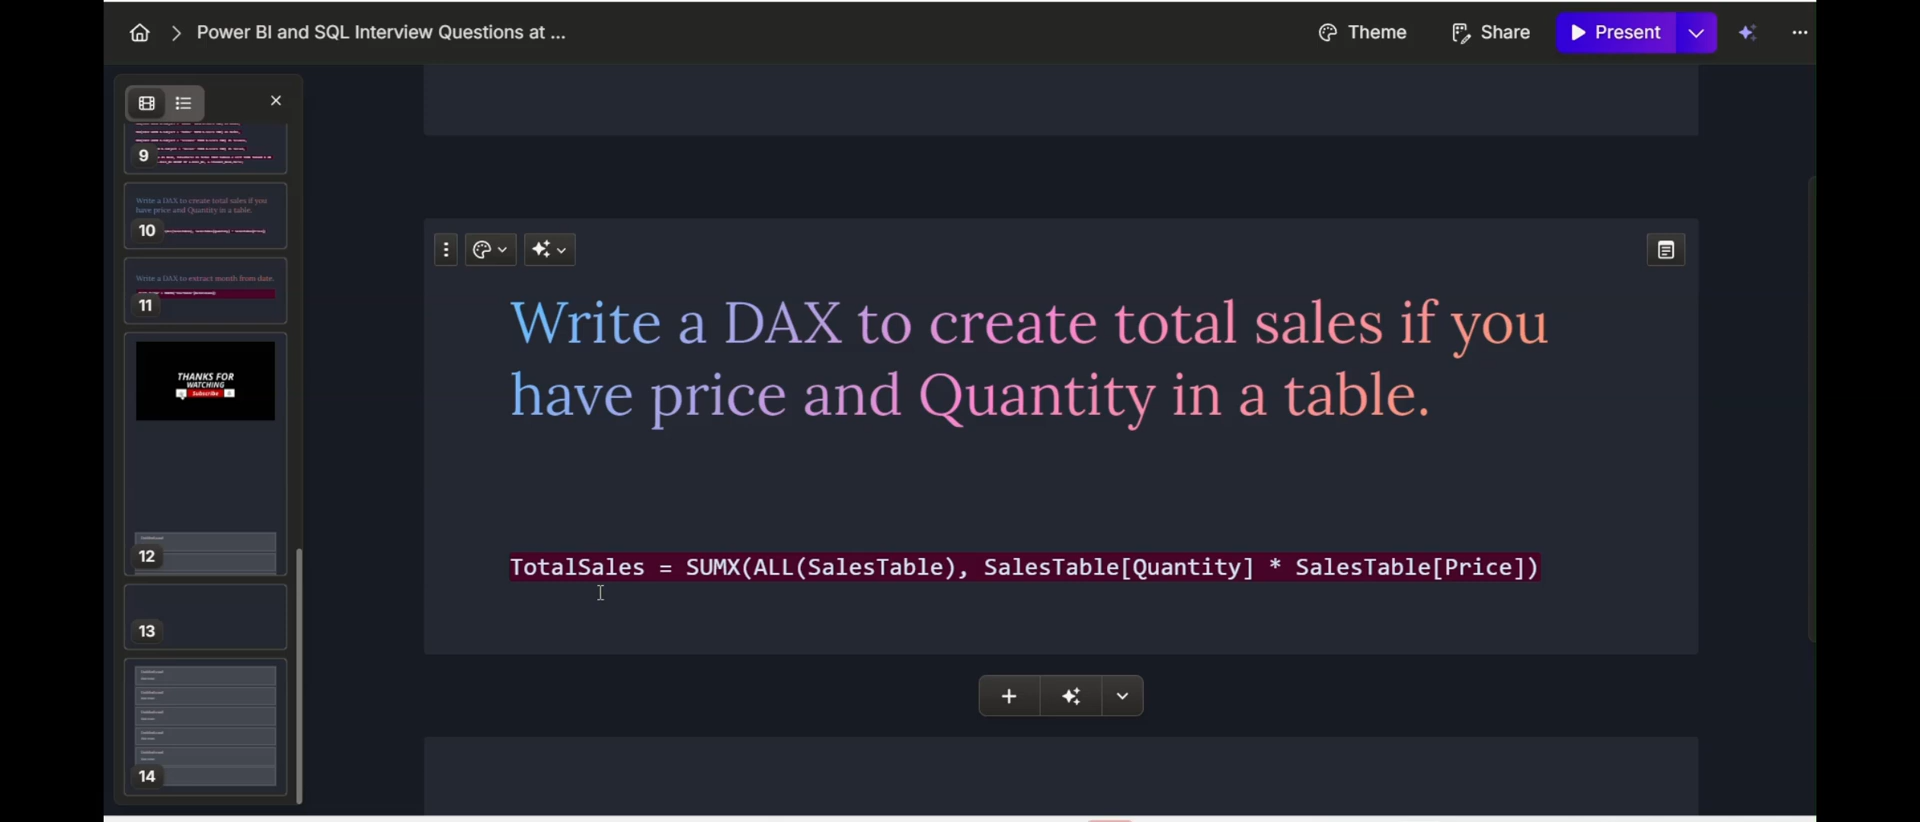 Power BI and SQL Interview Questions at ...
Theme
Share
Present
9
Write a DAX to create total sales if you
have price and Quantity in a table.
10
Write a DAX to extract month from date.
11
THANKS FOR
WATCHING
Subscribe
12
13
14
Write a DAX to create total sales if you
have price and Quantity in a table.
TotalSales = SUMX(ALL(SalesTable), SalesTable[Quantity] * SalesTable[Price])